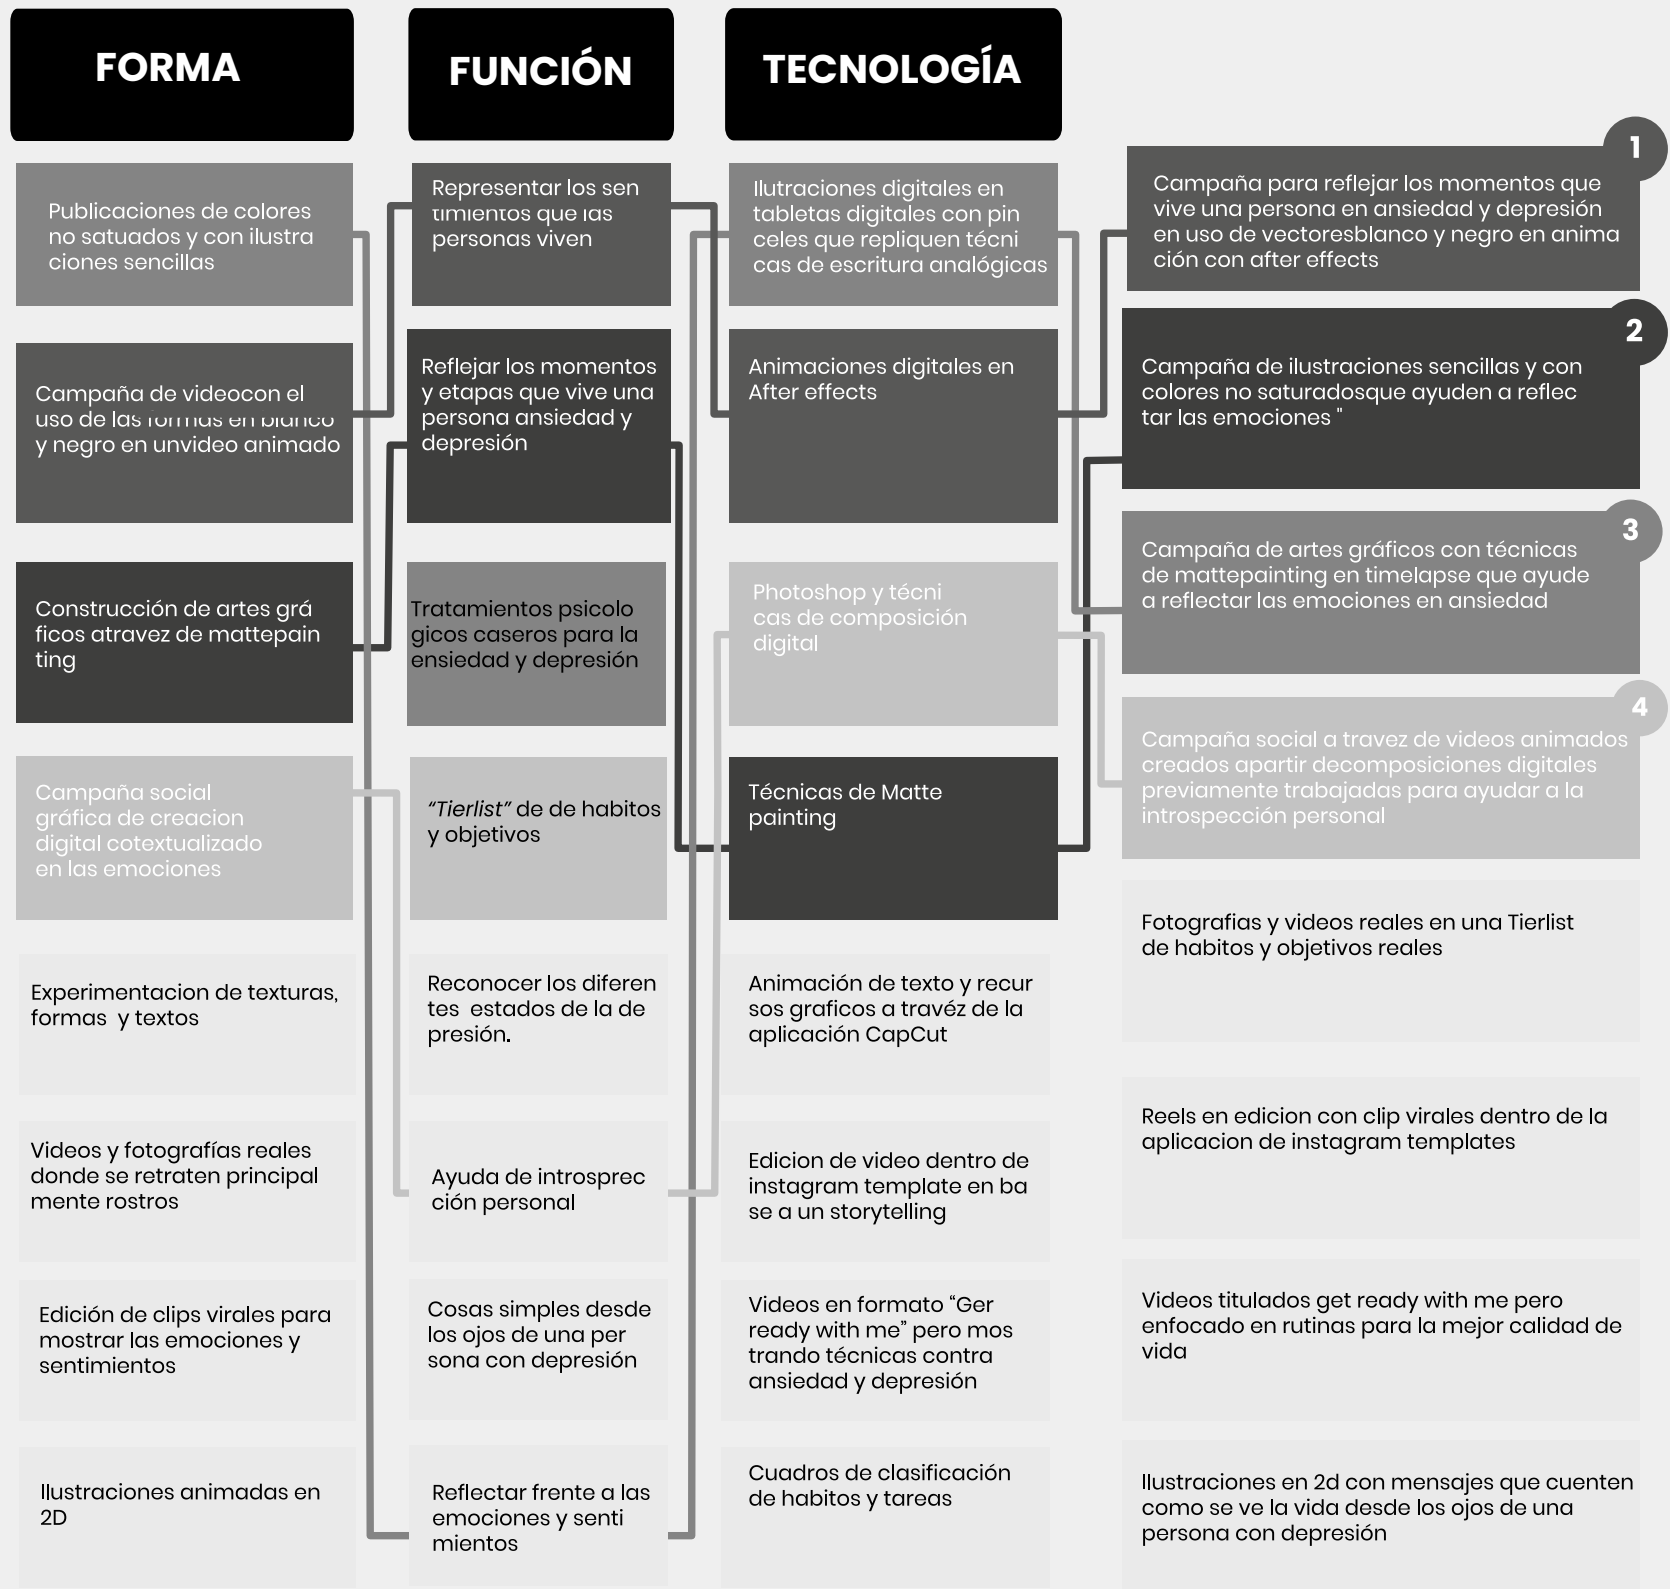 FORMA
FUNCIÓN
TECNOLOGÍA
Publicaciones de colores
no satuados y con ilustra
ciones sencillas
Campaña de videocon el
uso de las formas en blanco
y negro en unvideo animado
Construcción de artes grá
ficos atravez de mattepain
ting
Campaña social
gráfica de creacion
digital cotextualizado
en las emociones
Experimentacion de texturas,
formas y textos
Videos y fotografías reales
donde se retraten principal
mente rostros
Edición de clips virales para
mostrar las emociones y
sentimientos
Ilustraciones animadas en
2D
Representar los sen
timientos que las
personas viven
Reflejar los momentos
y etapas que vive una
persona ansiedad y
depresión
Tratamientos psicolo
gicos caseros para la
ensiedad y depresión
“Tierlist” de de habitos
y objetivos
Reconocer los diferen
tes estados de la de
presión.
Ayuda de introsprec
ción personal
Cosas simples desde
los ojos de una per
sona con depresión
Reflectar frente a las
emociones y senti
mientos
Ilutraciones digitales en
tabletas digitales con pin
celes que repliquen técni
cas de escritura analógicas
Animaciones digitales en
After effects
Photoshop y técni
cas de composición
digital
Técnicas de Matte
painting
Animación de texto y recur
sos graficos a travéz de la
aplicación CapCut
Edicion de video dentro de
instagram template en ba
se a un storytelling
Videos en formato “Ger
ready with me” pero mos
trando técnicas contra
ansiedad y depresión
Cuadros de clasificación
de habitos y tareas
1
Campaña para reflejar los momentos que
vive una persona en ansiedad y depresión
en uso de vectoresblanco y negro en anima
ción con after effects
2
Campaña de ilustraciones sencillas y con
colores no saturadosque ayuden a reflec
tar las emociones "
3
Campaña de artes gráficos con técnicas
de mattepainting en timelapse que ayude
a reflectar las emociones en ansiedad
4
Campaña social a travez de videos animados
creados apartir decomposiciones digitales
previamente trabajadas para ayudar a la
introspección personal
Fotografias y videos reales en una Tierlist
de habitos y objetivos reales
Reels en edicion con clip virales dentro de la
aplicacion de instagram templates
Videos titulados get ready with me pero
enfocado en rutinas para la mejor calidad de
vida
Ilustraciones en 2d con mensajes que cuenten
como se ve la vida desde los ojos de una
persona con depresión